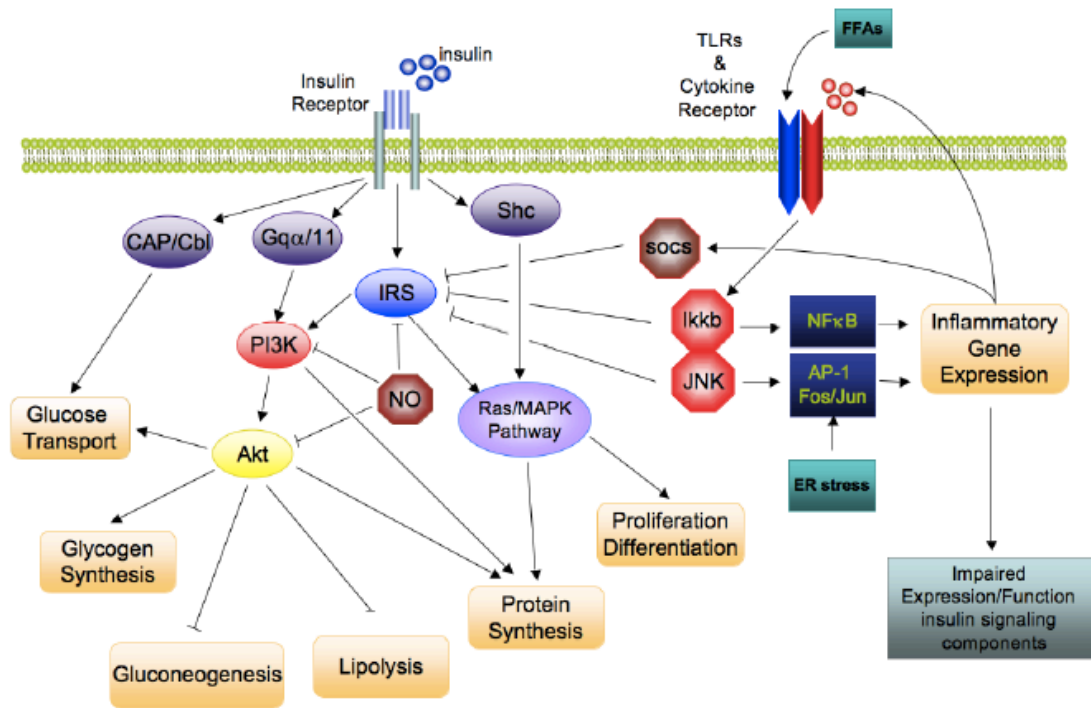 FFAs
TLRs
&
Cytokine
Receptor
insulin
Insulin
Receptor
CAP/Cbl
Gqα/11
Shc
SOCS
IRS
Ikkb
NFκB
Inflammatory
Gene
Expression
PI3K
JNK
AP-1
Fos/Jun
NO
Ras/MAPK
Pathway
Glucose
Transport
Akt
ER stress
Proliferation
Differentiation
Glycogen
Synthesis
Protein
Synthesis
Impaired
Expression/Function
insulin signaling
components
Gluconeogenesis
Lipolysis